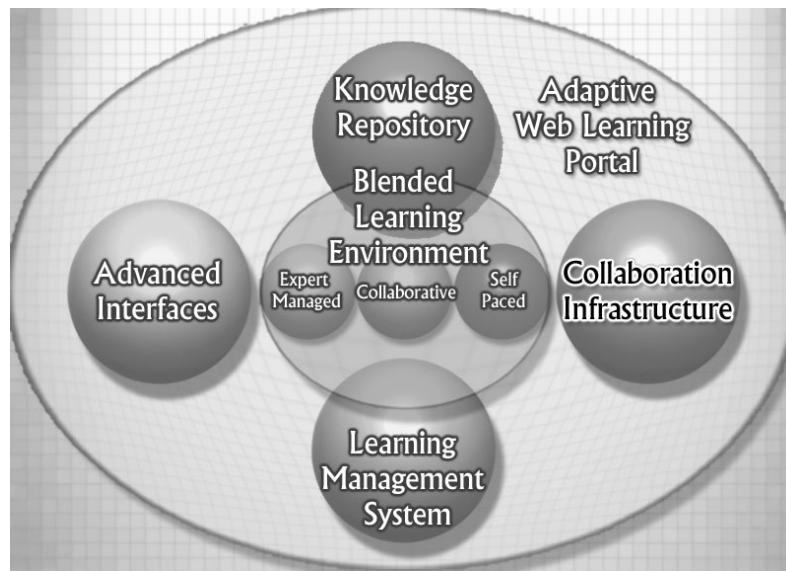 Knowledge
Repository
Adaptive
Web Learning
Portal
Blended
Learning
Environment
Advanced
Interfaces
Expert
Managed
Collaborative
Self
Paced
Collaboration
Infrastructure
Learning
Management
System